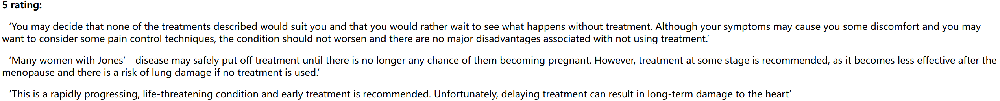 5 rating:
‘You may decide that none of the treatments described would suit you and that you would rather wait to see what happens without treatment. Although your symptoms may cause you some discomfort and you may
want to consider some pain control techniques, the condition should not worsen and there are no major disadvantages associated with not using treatment.’
‘Many women with Jones’ disease may safely put off treatment until there is no longer any chance of them becoming pregnant. However, treatment at some stage is recommended, as it becomes less effective after the
menopause and there is a risk of lung damage if no treatment is used.’
‘This is a rapidly progressing, life-threatening condition and early treatment is recommended. Unfortunately, delaying treatment can result in long-term damage to the heart’